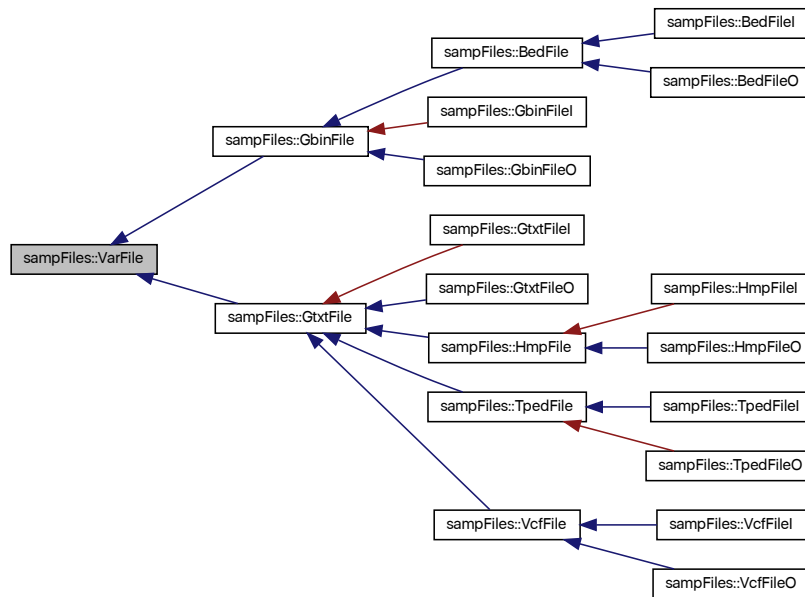 sampFiles::BedFileI
sampFiles::BedFile
sampFiles::BedFileO
sampFiles::GbinFileI
sampFiles::GbinFile
sampFiles::GbinFileO
sampFiles::GtxtFileI
sampFiles::VarFile
sampFiles::GtxtFileO
sampFiles::HmpFileI
sampFiles::GtxtFile
sampFiles::HmpFile
sampFiles::HmpFileO
sampFiles::TpedFile
sampFiles::TpedFileI
sampFiles::TpedFileO
sampFiles::VcfFile
sampFiles::VcfFileI
sampFiles::VcfFileO